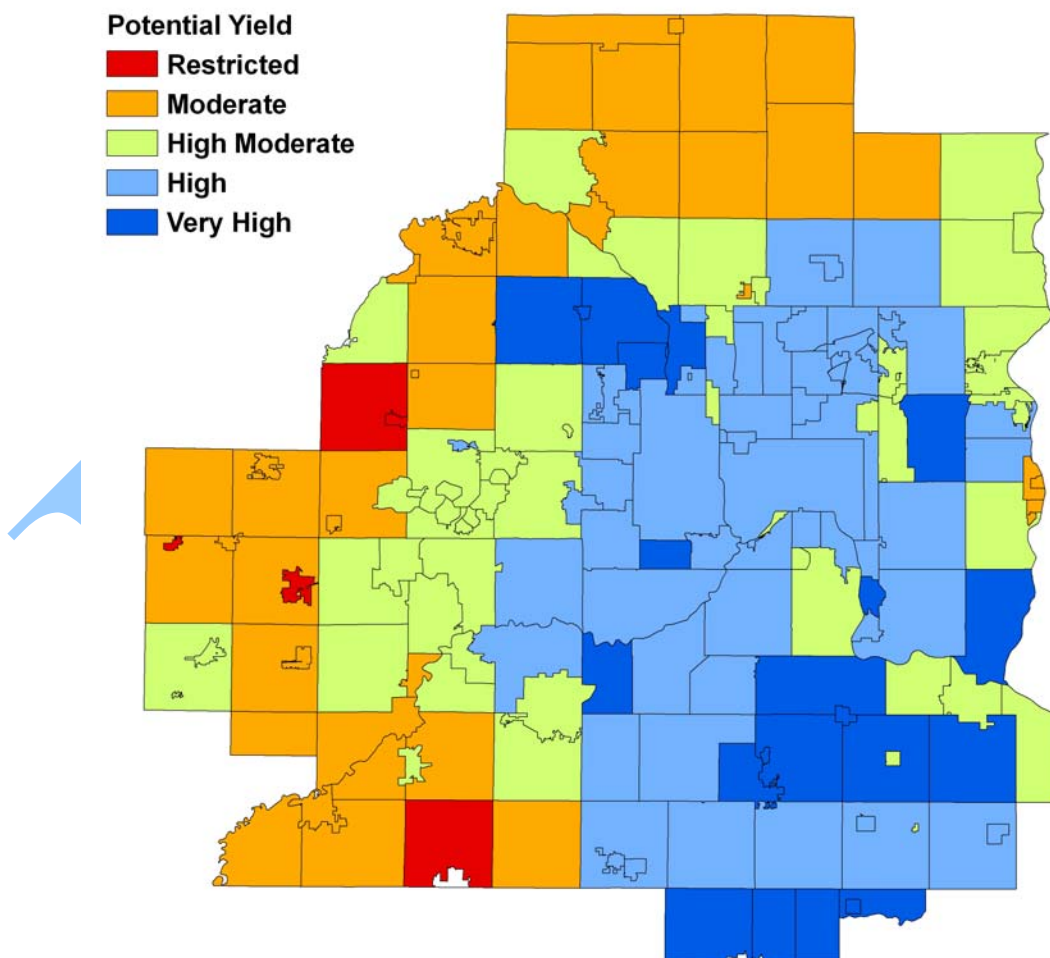 Potential Yield
Restricted
Moderate
High Moderate
High
Very High